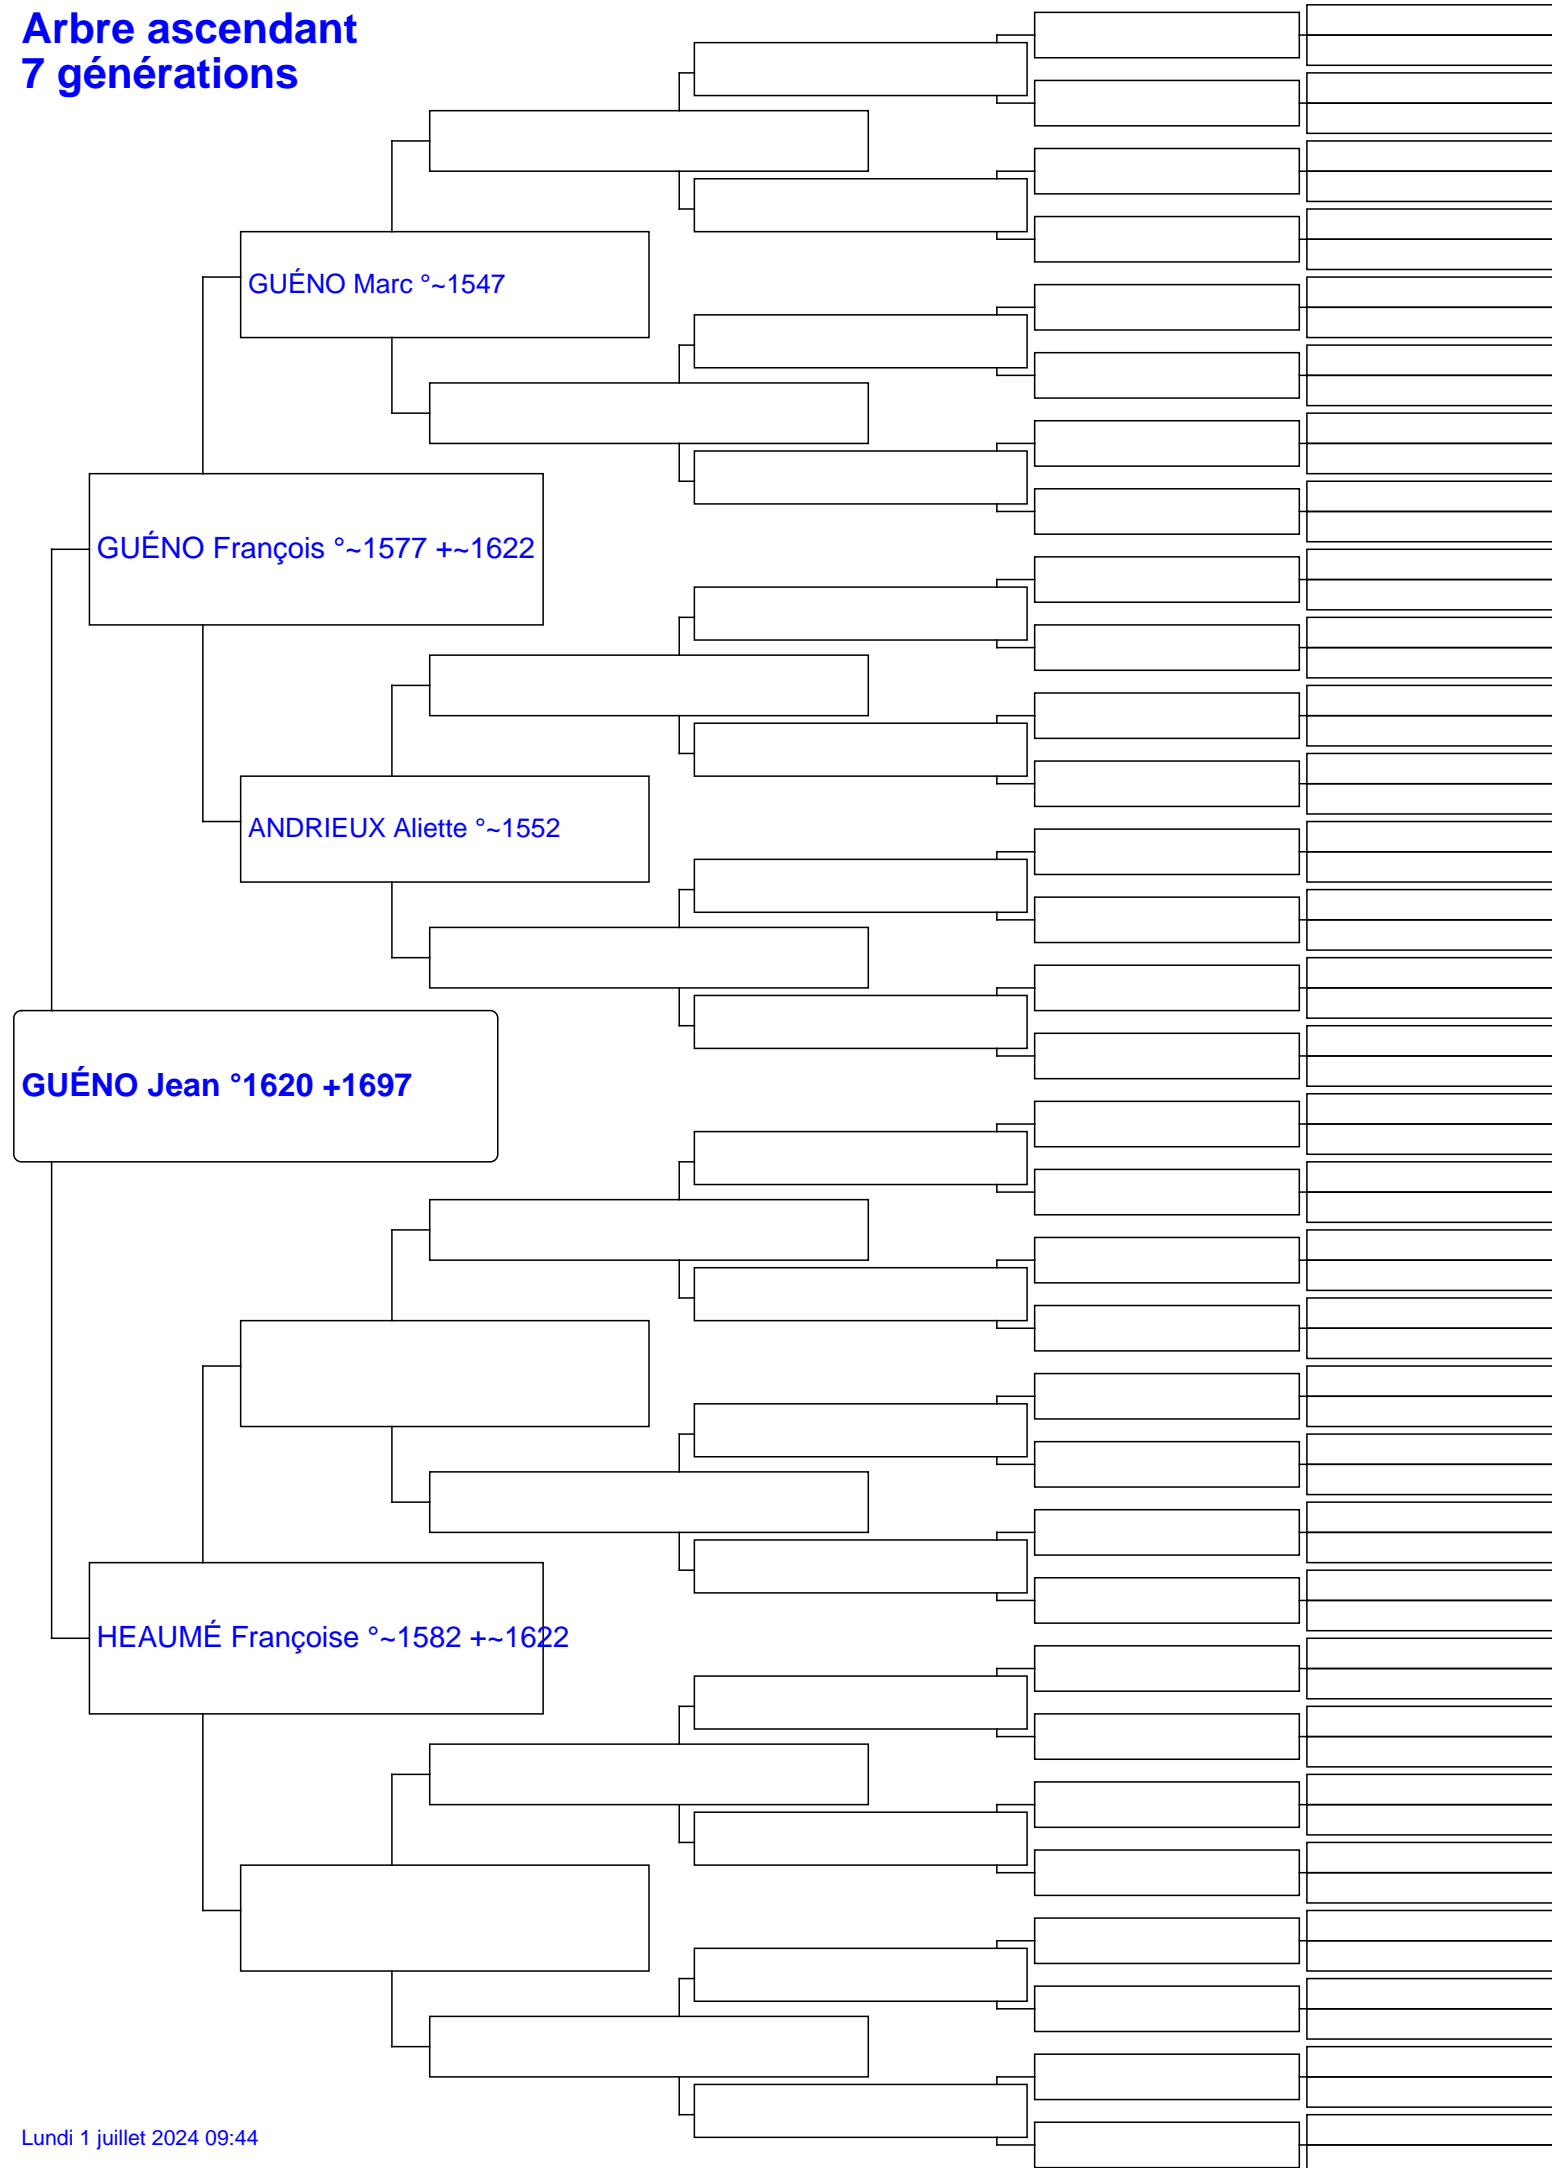 Arbre ascendant
7 générations
GUÉNO Marc °~1547
GUÉNO François °~1577 +~1622
ANDRIEUX Aliette °~1552
GUÉNO Jean °1620 +1697
HEAUMÉ Françoise °~1582 +~1622
Lundi 1 juillet 2024 09:44